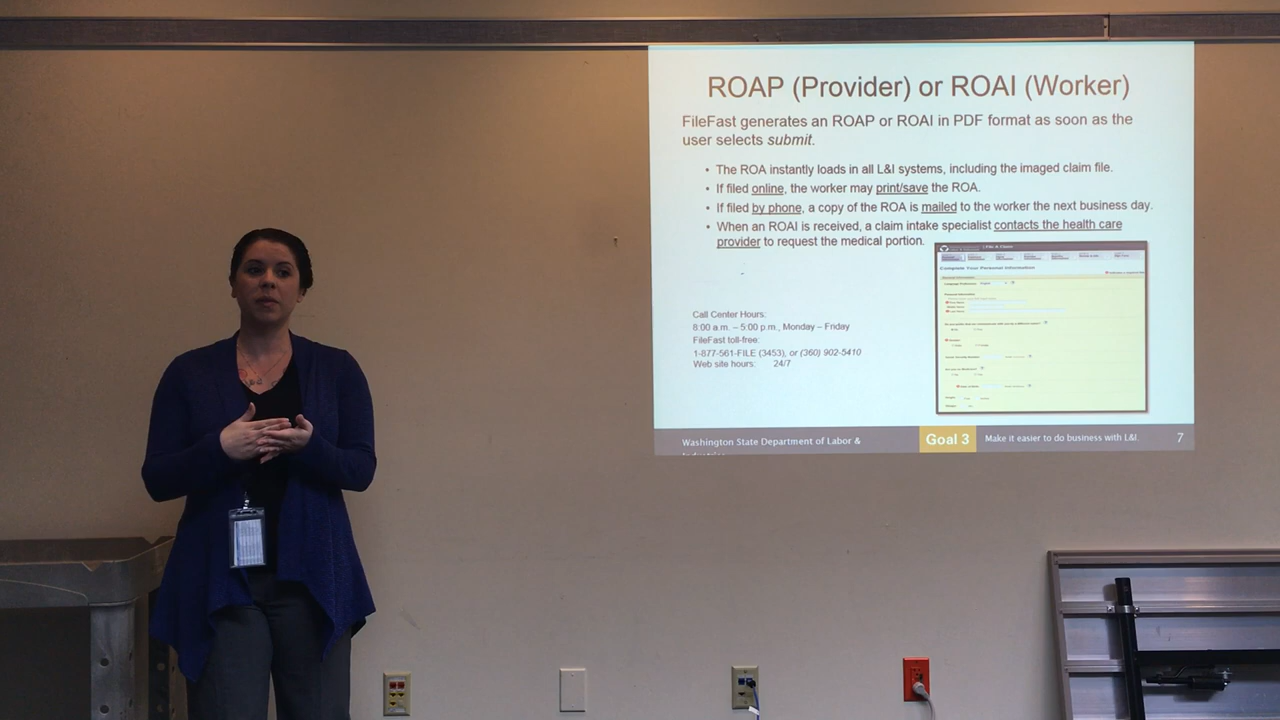 ROAP (Provider) or ROAI (Worker)
FileFast generates an ROAP or ROAI in PDF format as soon as the
user selects submit.
• The ROA instantly loads in all L&I systems, including the imaged claim file.
• If filed online, the worker may print/save the ROA.
• If filed by phone, a copy of the ROA is mailed to the worker the next business day.
• When an ROAI is received, a claim intake specialist contacts the health care
provider to request the medical portion.
File A Claim
Complete Your Personal Information
Call Center Hours:
8:00 a.m. – 5:00 p.m., Monday – Friday
FileFast toll-free:
1-877-561-FILE (3453), or (360) 902-5410
Web site hours: 24/7
Washington State Department of Labor &
Industries
Goal 3
Make it easier to do business with L&I.
7